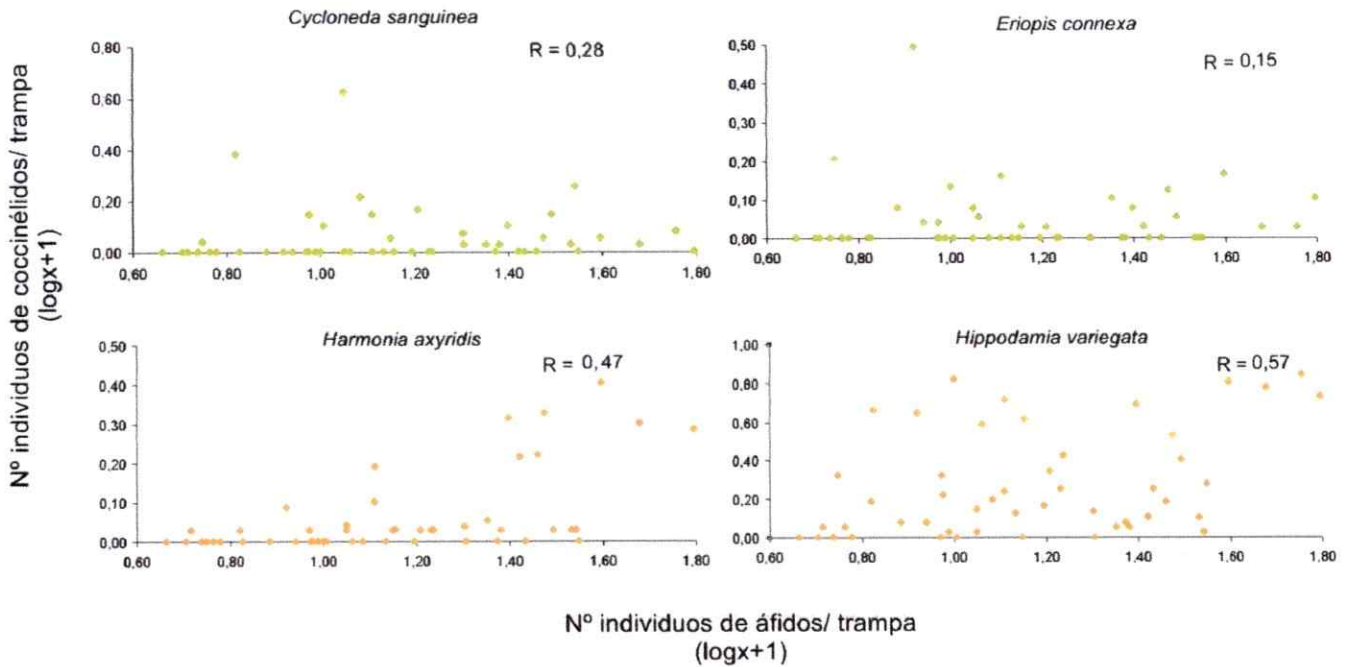 Cycloneda sanguinea
R = 0,28
0,80
0,60
0,40
0,20
0,00
0,60 0,80 1,00 1,20 1,40 1,60 1,80
Eriopis connexa
R = 0,15
0,50
0,40
0,30
0,20
0,10
0,00
0,60 0,80 1,00 1,20 1,40 1,60 1,80
Nº individuos de coccinélidos/ trampa
(logx+1)
Harmonia axyridis
R = 0,47
0,50
0,40
0,30
0,20
0,10
0,00
0,60 0,80 1,00 1,20 1,40 1,60 1,80
Hippodamia variegata
R = 0,57
1,00
0,80
0,60
0,40
0,20
0,00
0,60 0,80 1,00 1,20 1,40 1,60 1,80
Nº individuos de áfidos/ trampa
(logx+1)